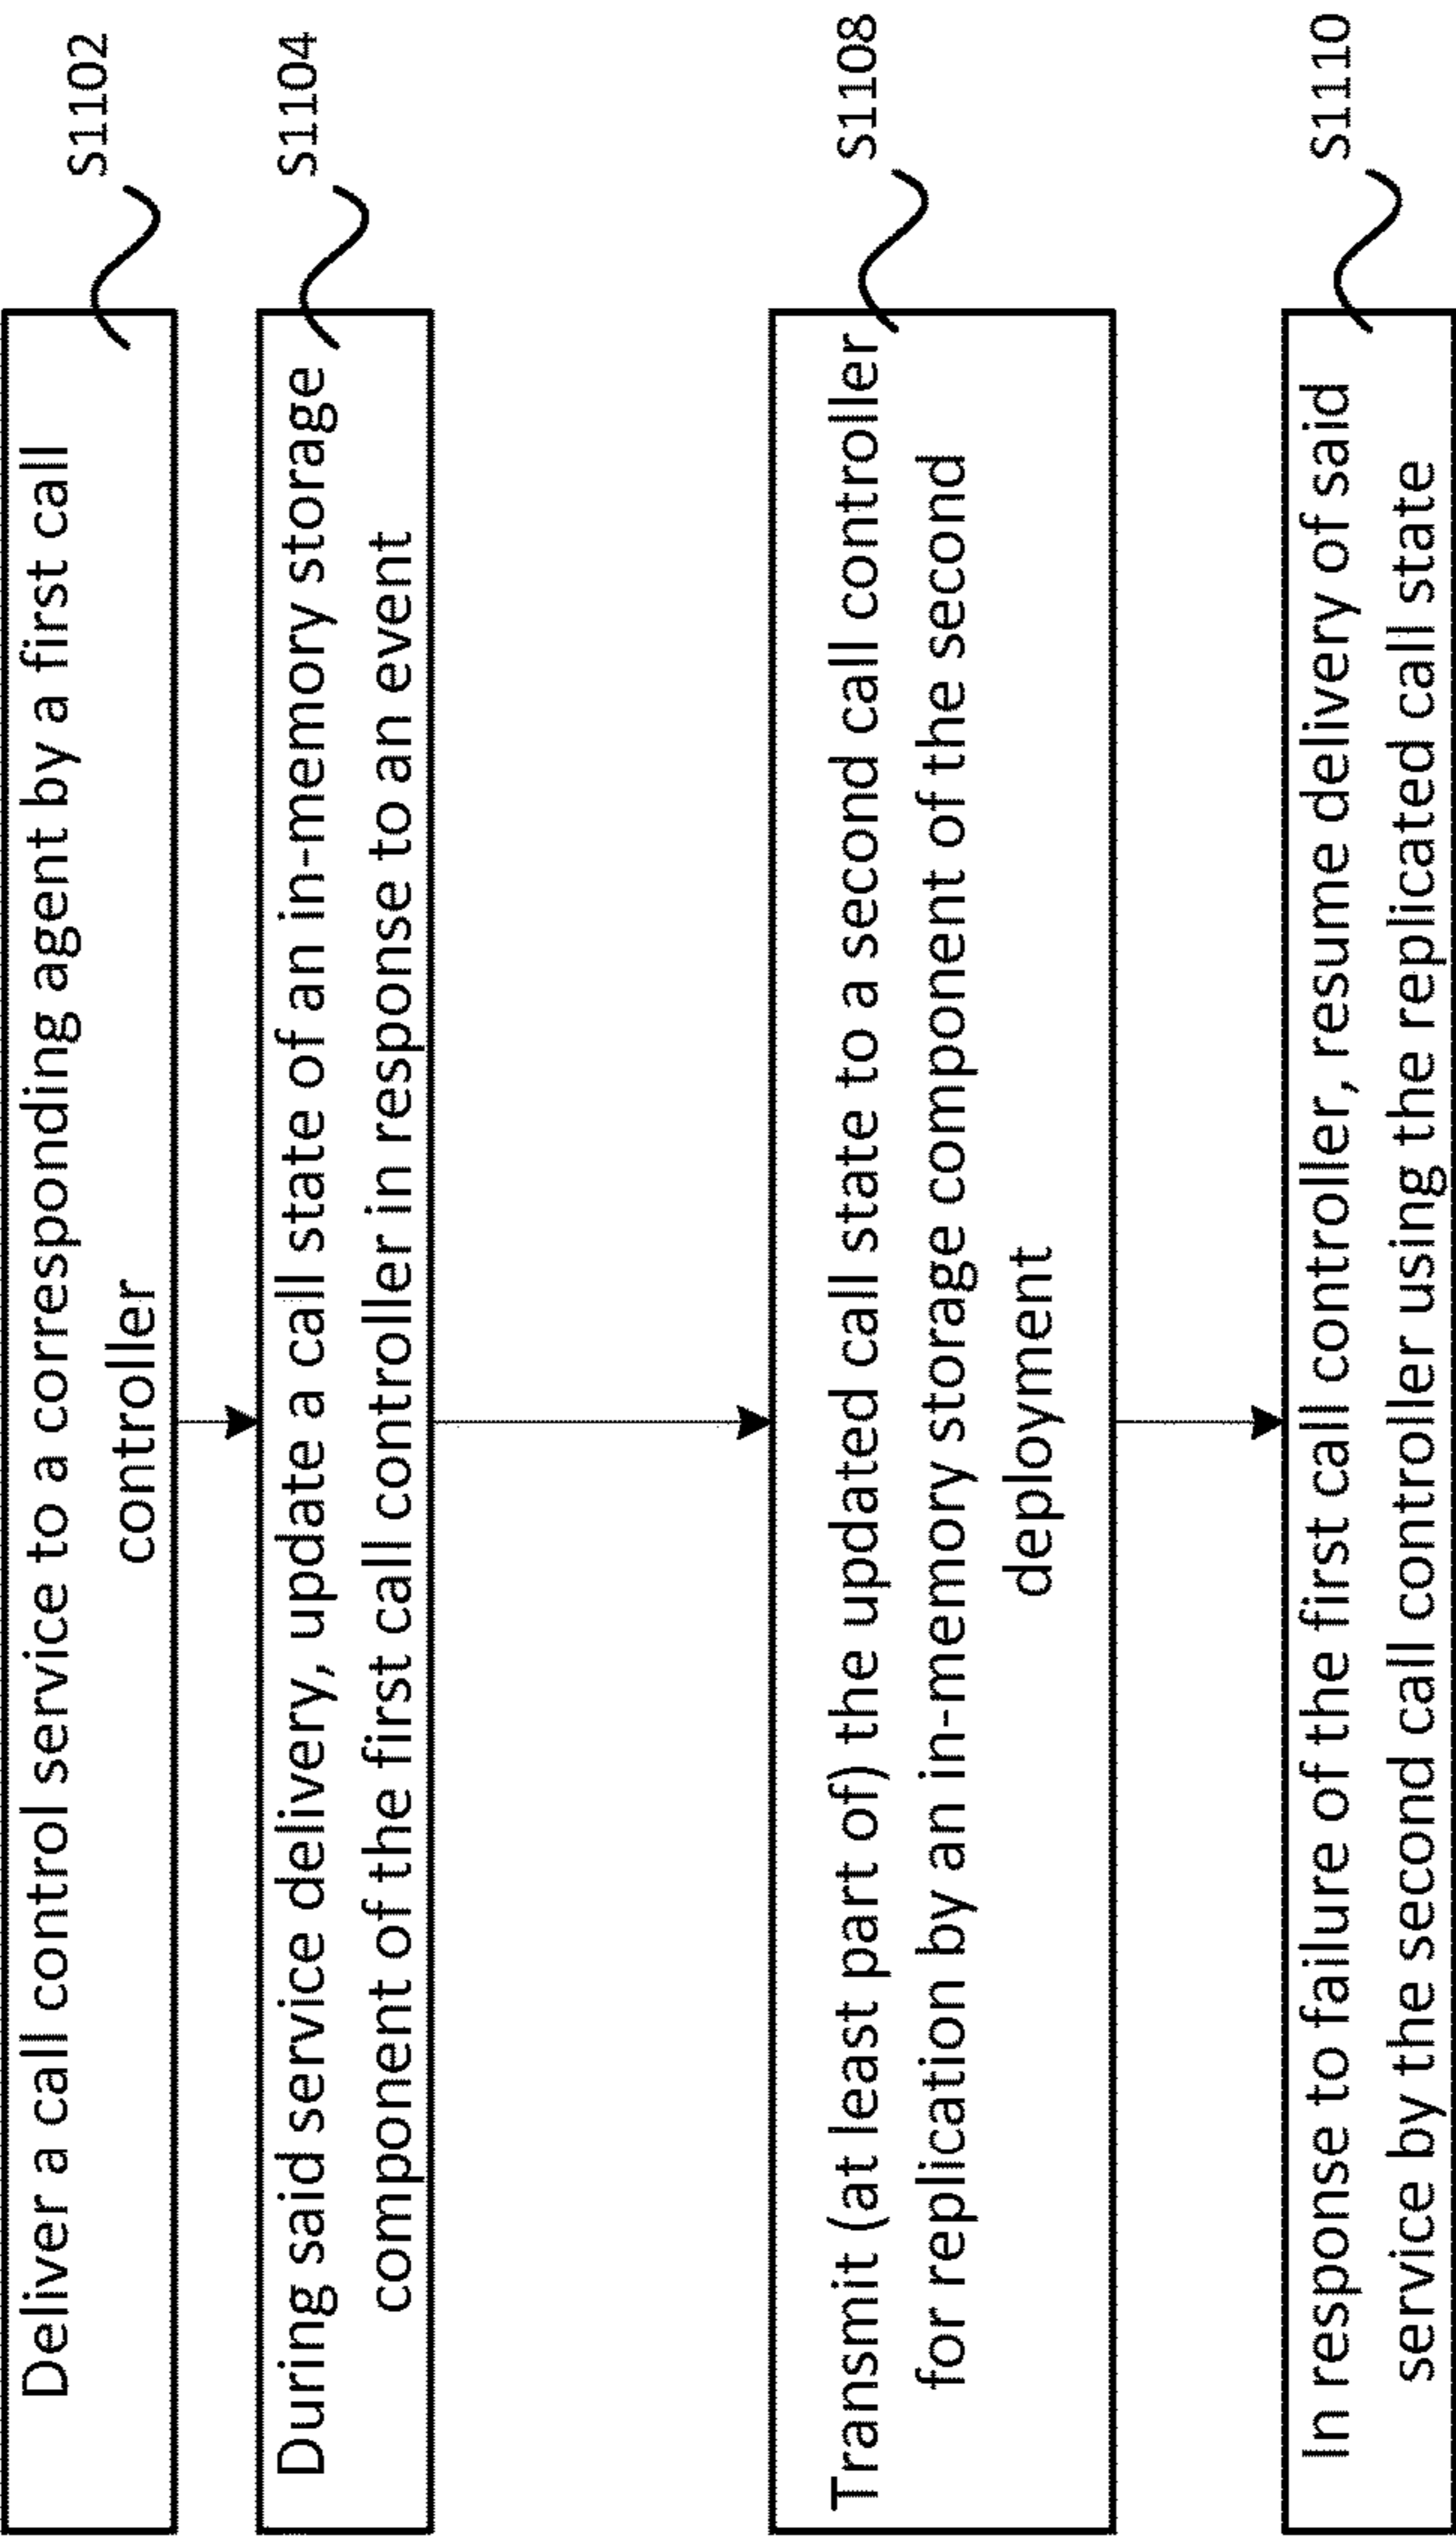 Deliver a call control service to a corresponding agent by a first call
controller
S1102
During said service delivery, update a call state of an in-memory storage
component of the first call controller in response to an event
S1104
Transmit (at least part of) the updated call state to a second call controller
for replication by an in-memory storage component of the second
deployment
S1108
In response to failure of the first call controller, resume delivery of said
service by the second call controller using the replicated call state
S1110